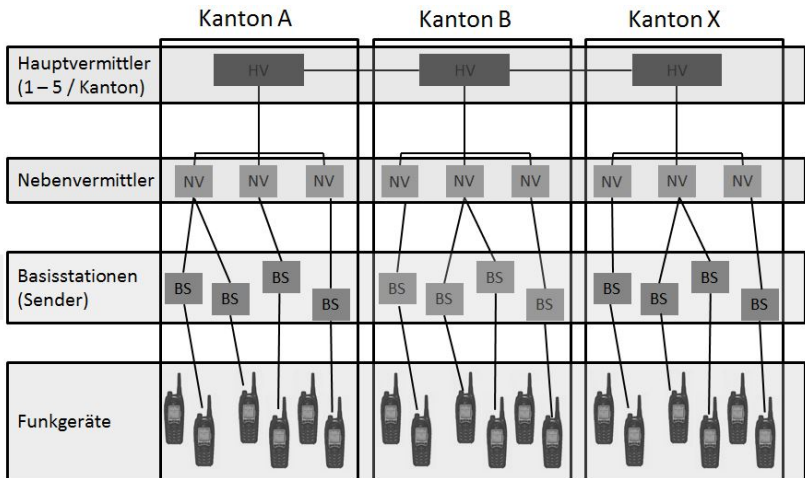 Kanton A Kanton B Kanton X
Hauptvermittler
(1 – 5 / Kanton)
HV HV HV
Nebenvermittler
NV NV NV NV NV NV NV NV NV
Basisstationen
(Sender)
BS BS BS BS BS BS BS BS BS BS BS BS
Funkgeräte